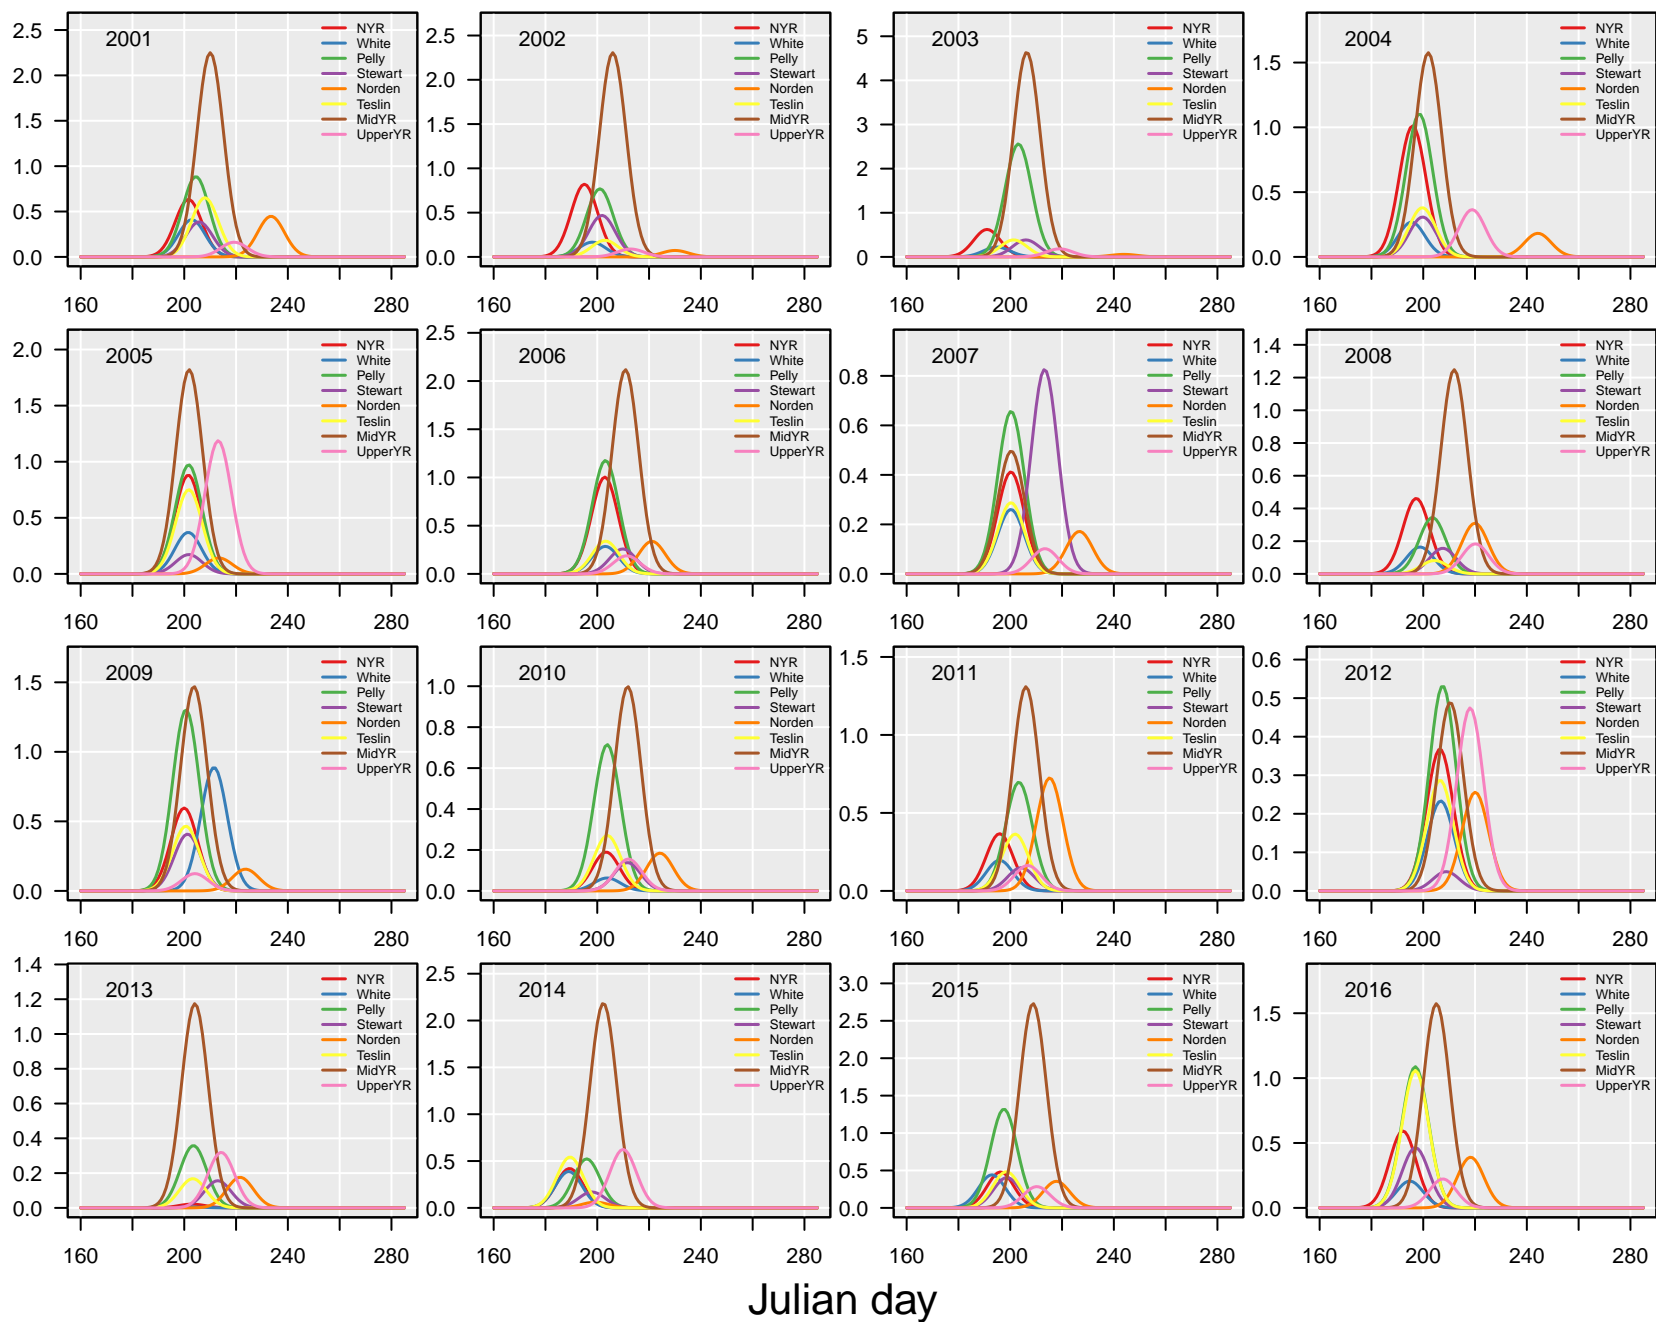 2001
NYR
White
Pelly
Stewart
Norden
Teslin
MidYR
UpperYR
2.5
2.0
1.5
1.0
0.5
0.0
160 200 240 280
2002
NYR
White
Pelly
Stewart
Norden
Teslin
MidYR
UpperYR
2.5
2.0
1.5
1.0
0.5
0.0
160 200 240 280
2003
NYR
White
Pelly
Stewart
Norden
Teslin
MidYR
UpperYR
5
4
3
2
1
0
160 200 240 280
2004
NYR
White
Pelly
Stewart
Norden
Teslin
MidYR
UpperYR
1.5
1.0
0.5
0.0
160 200 240 280
2005
NYR
White
Pelly
Stewart
Norden
Teslin
MidYR
UpperYR
2.0
1.5
1.0
0.5
0.0
160 200 240 280
2006
NYR
White
Pelly
Stewart
Norden
Teslin
MidYR
UpperYR
2.5
2.0
1.5
1.0
0.5
0.0
160 200 240 280
2007
NYR
White
Pelly
Stewart
Norden
Teslin
MidYR
UpperYR
0.8
0.6
0.4
0.2
0.0
160 200 240 280
2008
NYR
White
Pelly
Stewart
Norden
Teslin
MidYR
UpperYR
1.4
1.2
1.0
0.8
0.6
0.4
0.2
0.0
160 200 240 280
2009
NYR
White
Pelly
Stewart
Norden
Teslin
MidYR
UpperYR
1.5
1.0
0.5
0.0
160 200 240 280
2010
NYR
White
Pelly
Stewart
Norden
Teslin
MidYR
UpperYR
1.0
0.8
0.6
0.4
0.2
0.0
160 200 240 280
2011
NYR
White
Pelly
Stewart
Norden
Teslin
MidYR
UpperYR
1.5
1.0
0.5
0.0
160 200 240 280
2012
NYR
White
Pelly
Stewart
Norden
Teslin
MidYR
UpperYR
0.6
0.5
0.4
0.3
0.2
0.1
0.0
160 200 240 280
2013
NYR
White
Pelly
Stewart
Norden
Teslin
MidYR
UpperYR
1.4
1.2
1.0
0.8
0.6
0.4
0.2
0.0
160 200 240 280
2014
NYR
White
Pelly
Stewart
Norden
Teslin
MidYR
UpperYR
2.5
2.0
1.5
1.0
0.5
0.0
160 200 240 280
2015
NYR
White
Pelly
Stewart
Norden
Teslin
MidYR
UpperYR
3.0
2.5
2.0
1.5
1.0
0.5
0.0
160 200 240 280
2016
NYR
White
Pelly
Stewart
Norden
Teslin
MidYR
UpperYR
1.5
1.0
0.5
0.0
160 200 240 280
Julian day